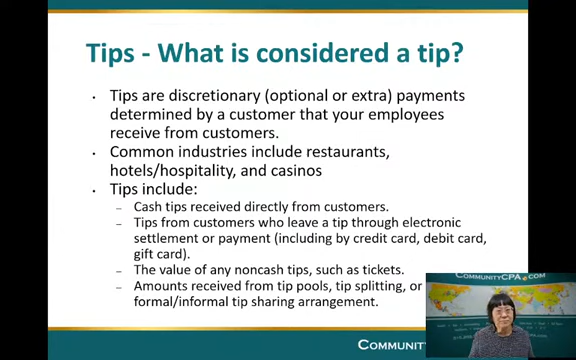 COMMUNITYCPA
Tips - What is considered a tip?
• Tips are discretionary (optional or extra) payments
determined by a customer that your employees
receive from customers.
• Common industries include restaurants,
hotels/hospitality, and casinos
• Tips include:
– Cash tips received directly from customers.
– Tips from customers who leave a tip through electronic
settlement or payment (including by credit card, debit card,
gift card).
– The value of any noncash tips, such as tickets.
– Amounts received from tip pools, tip splitting, or
formal/informal tip sharing arrangement.
COMMUNITYCPA.COM
COMMUNITY